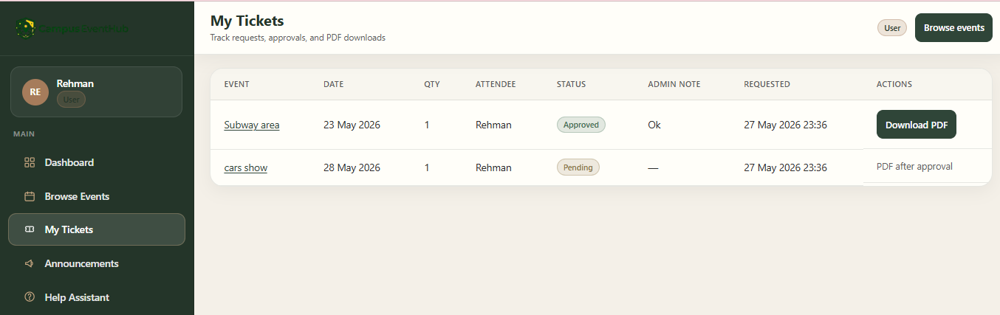 Campus EventHub
My Tickets
Track requests, approvals, and PDF downloads
User
Browse events
RE
Rehman
User
MAIN
Dashboard
Browse Events
My Tickets
Announcements
Help Assistant
EVENT DATE QTY ATTENDEE STATUS ADMIN NOTE REQUESTED ACTIONS
Subway area 23 May 2026 1 Rehman Approved Ok 27 May 2026 23:36 Download PDF
cars show 28 May 2026 1 Rehman Pending — 27 May 2026 23:36 PDF after approval